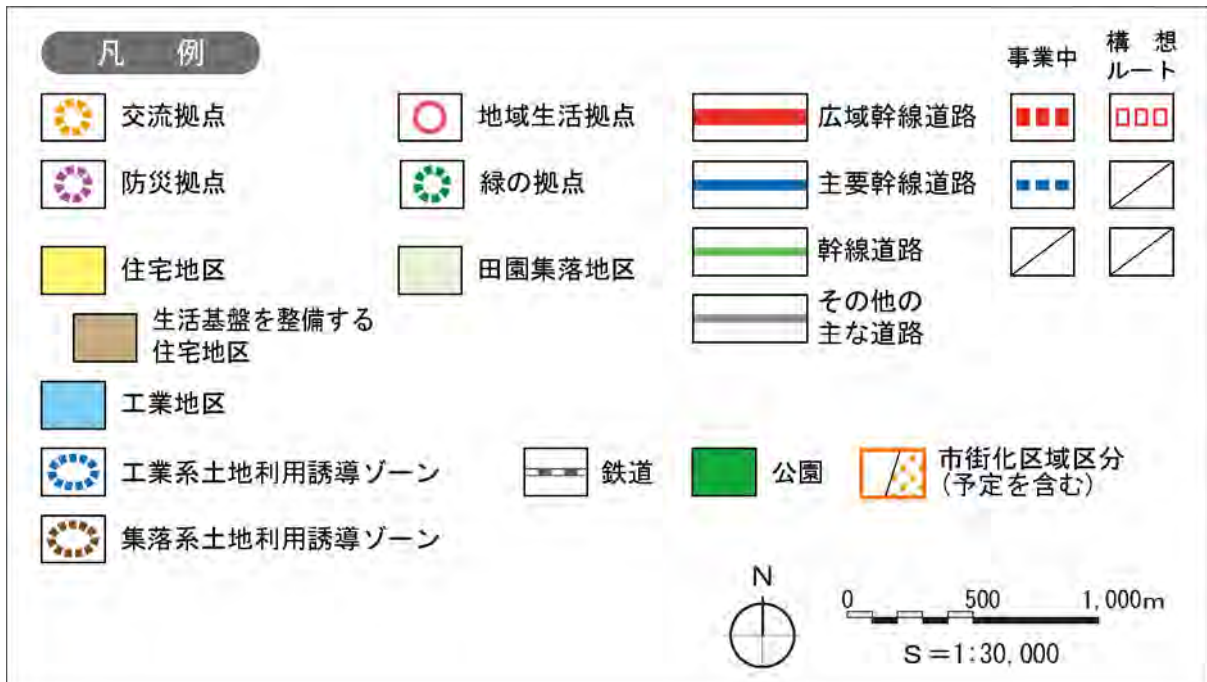 凡 例
事業中
構 想
ルート
交流拠点
地域生活拠点
広域幹線道路
防災拠点
緑の拠点
主要幹線道路
住宅地区
田園集落地区
幹線道路
生活基盤を整備する
住宅地区
その他の
主な道路
工業地区
工業系土地利用誘導ゾーン
鉄道
公園
市街化区域区分
(予定を含む)
集落系土地利用誘導ゾーン
N
0 500 1,000m
S=1:30,000